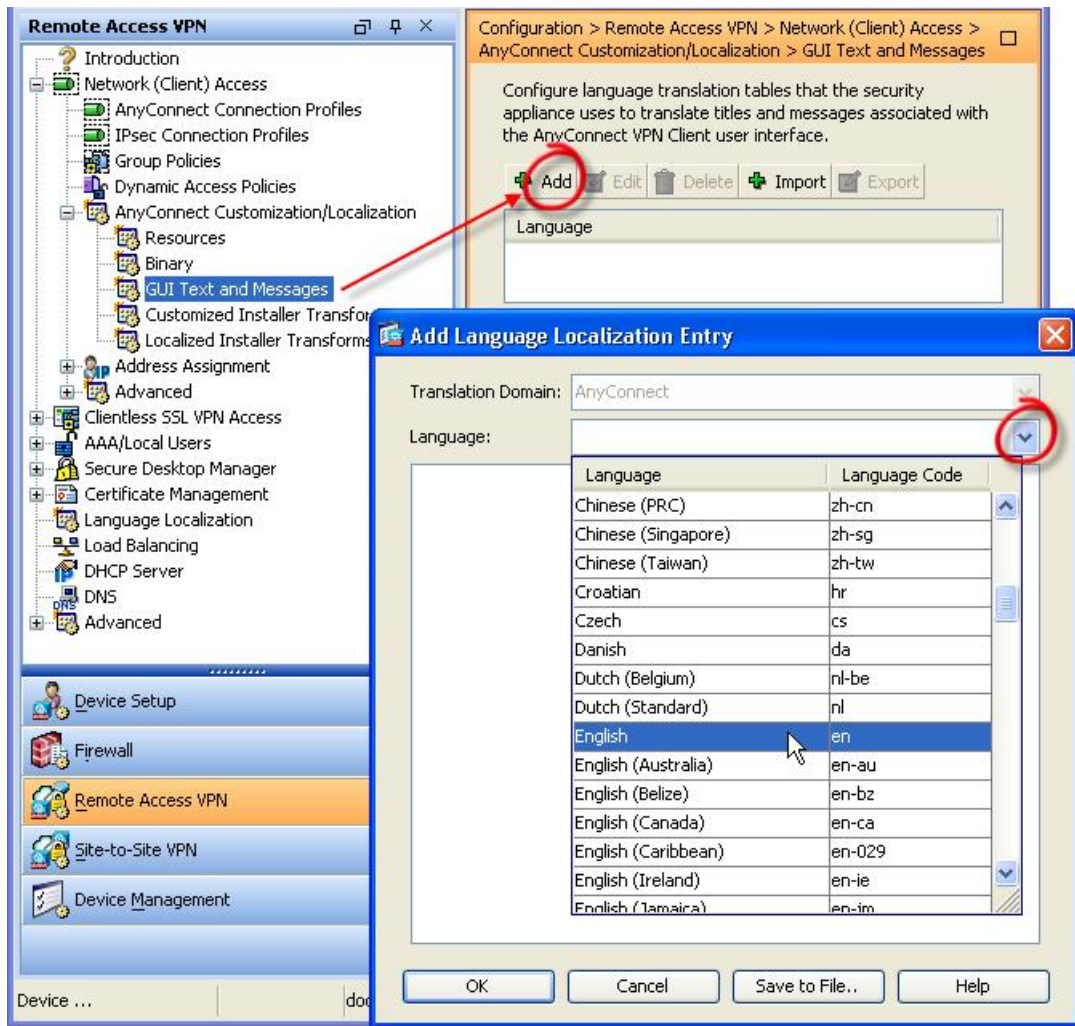 Remote Access VPN
Introduction
Network (Client) Access
AnyConnect Connection Profiles
IPsec Connection Profiles
Group Policies
Dynamic Access Policies
AnyConnect Customization/Localization
Resources
Binary
GUI Text and Messages
Customized Installer Transfor
Localized Installer Transforms
Address Assignment
Advanced
Clientless SSL VPN Access
AAA/Local Users
Secure Desktop Manager
Certificate Management
Language Localization
Load Balancing
DHCP Server
DNS
Advanced
Device Setup
Firewall
Remote Access VPN
Site-to-Site VPN
Device Management
Device ...
doc
Configuration > Remote Access VPN > Network (Client) Access >
AnyConnect Customization/Localization > GUI Text and Messages
Configure language translation tables that the security
appliance uses to translate titles and messages associated with
the AnyConnect VPN Client user interface.
Add Edit Delete Import Export
Language
Add Language Localization Entry
Translation Domain: AnyConnect
Language:
Language Language Code
Chinese (PRC) zh-cn
Chinese (Singapore) zh-sg
Chinese (Taiwan) zh-tw
Croatian hr
Czech cs
Danish da
Dutch (Belgium) nl-be
Dutch (Standard) nl
English en
English (Australia) en-au
English (Belize) en-bz
English (Canada) en-ca
English (Caribbean) en-029
English (Ireland) en-ie
English (Jamaica) en-jm
OK Cancel Save to File.. Help